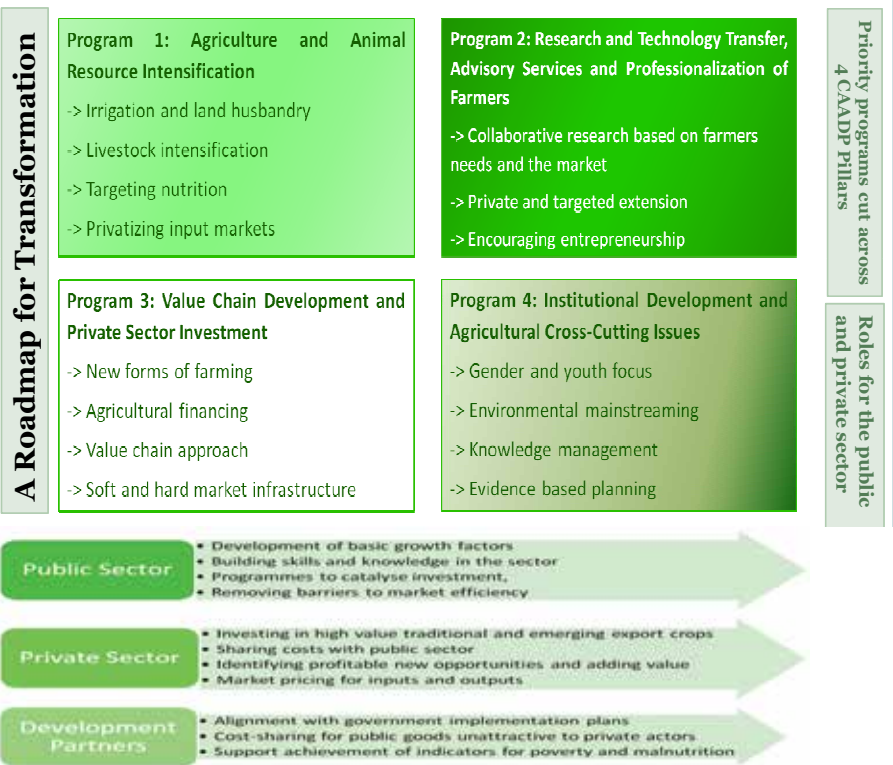 A Roadmap for Transformation
Program 1: Agriculture and Animal
Resource Intensification
-> Irrigation and land husbandry
-> Livestock intensification
-> Targeting nutrition
-> Privatizing input markets
Program 2: Research and Technology Transfer,
Advisory Services and Professionalization of
Farmers
-> Collaborative research based on farmers
needs and the market
-> Private and targeted extension
-> Encouraging entrepreneurship
Program 3: Value Chain Development and
Private Sector Investment
-> New forms of farming
-> Agricultural financing
-> Value chain approach
-> Soft and hard market infrastructure
Program 4: Institutional Development and
Agricultural Cross-Cutting Issues
-> Gender and youth focus
-> Environmental mainstreaming
-> Knowledge management
-> Evidence based planning
Priority programs cut across
4 CAADP Pillars
Roles for the public
and private sector
Public Sector
• Development of basic growth factors
• Building skills and knowledge in the sector
• Programmes to catalyse investment,
• Removing barriers to market efficiency
Private Sector
• Investing in high value traditional and emerging export crops
• Sharing costs with public sector
• Identifying profitable new opportunities and adding value
• Market pricing for inputs and outputs
Development
Partners
• Alignment with government implementation plans
• Cost-sharing for public goods unattractive to private actors
• Support achievement of indicators for poverty and malnutrition